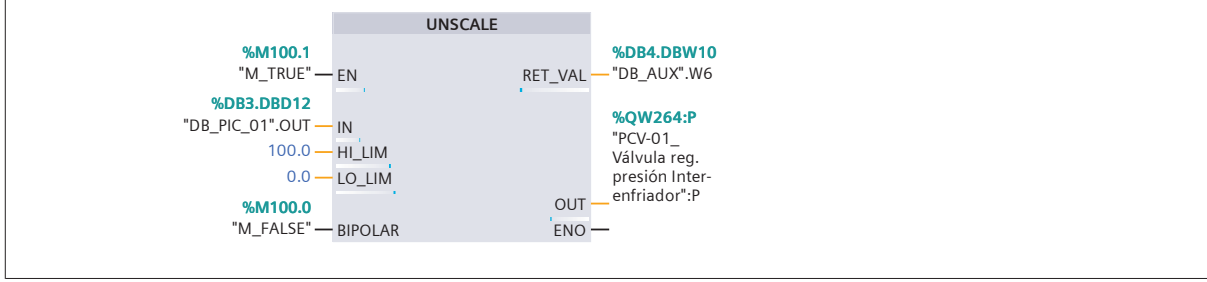 UNSCALE
%M100.1
"M_TRUE"
EN
%DB3.DBD12
"DB_PIC_01".OUT
IN
100.0
HI_LIM
0.0
LO_LIM
%M100.0
"M_FALSE"
BIPOLAR
%DB4.DBW10
RET_VAL
"DB_AUX".W6
%QW264:P
"PCV-01_
Válvula reg.
presión Inter-
enfriador":P
OUT
ENO